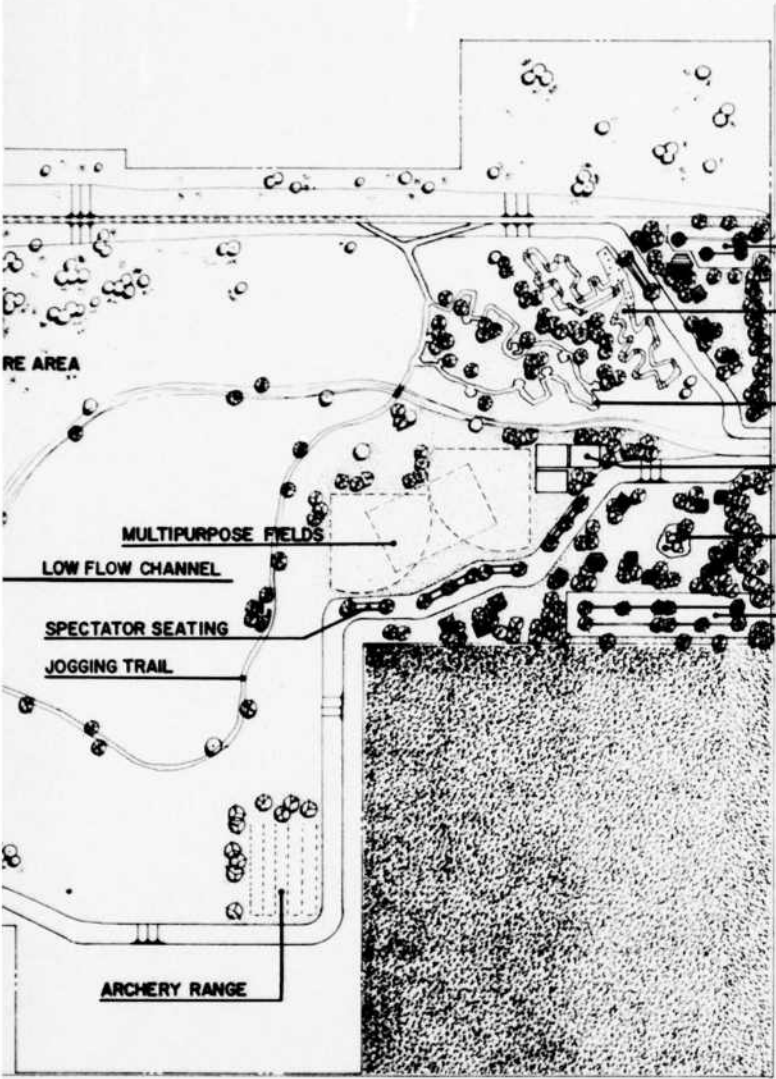 RE AREA
MULTIPURPOSE FIELDS
LOW FLOW CHANNEL
SPECTATOR SEATING
JOGGING TRAIL
ARCHERY RANGE